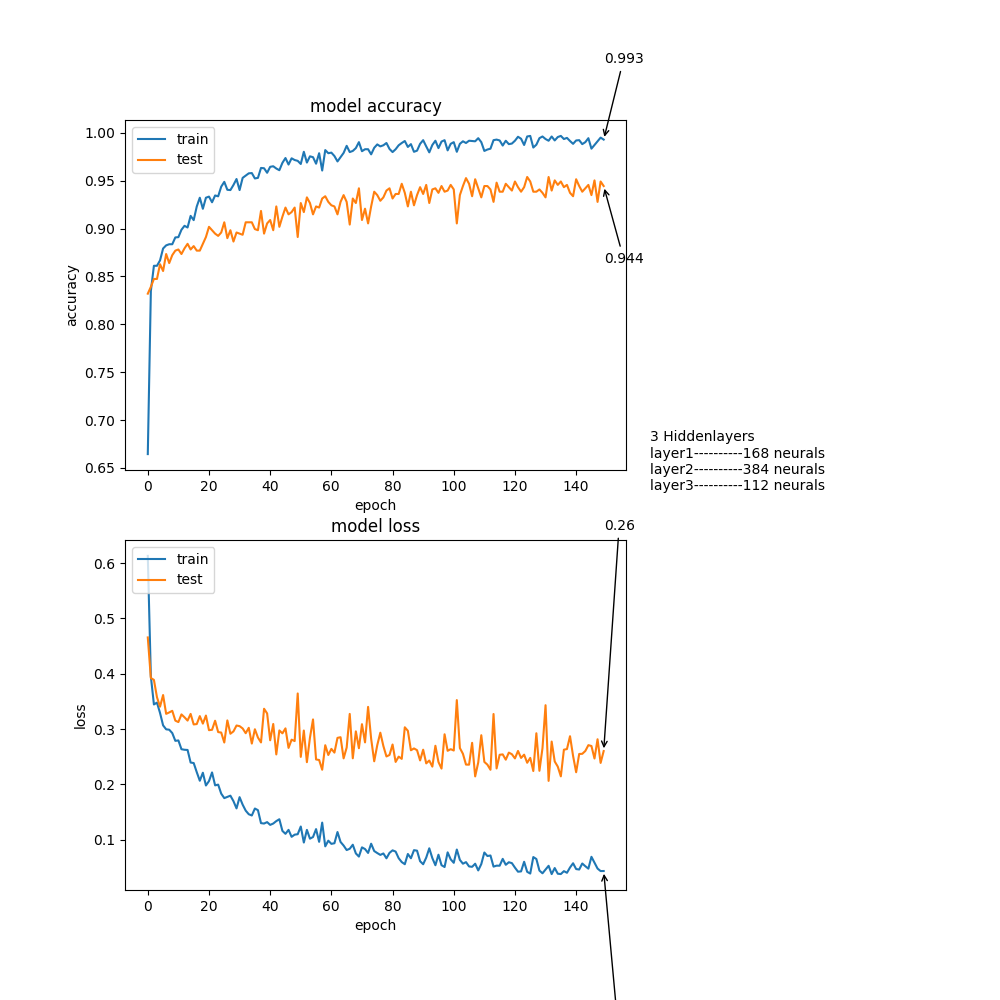 0.993
model accuracy
train
test
1.00
0.95
0.90
0.85
0.80
0.75
0.70
0.65
accuracy
0.944
0 20 40 60 80 100 120 140
epoch
3 Hiddenlayers
layer1----------168 neurals
layer2----------384 neurals
layer3----------112 neurals
model loss
0.26
train
test
0.6
0.5
0.4
0.3
0.2
0.1
loss
0 20 40 60 80 100 120 140
epoch